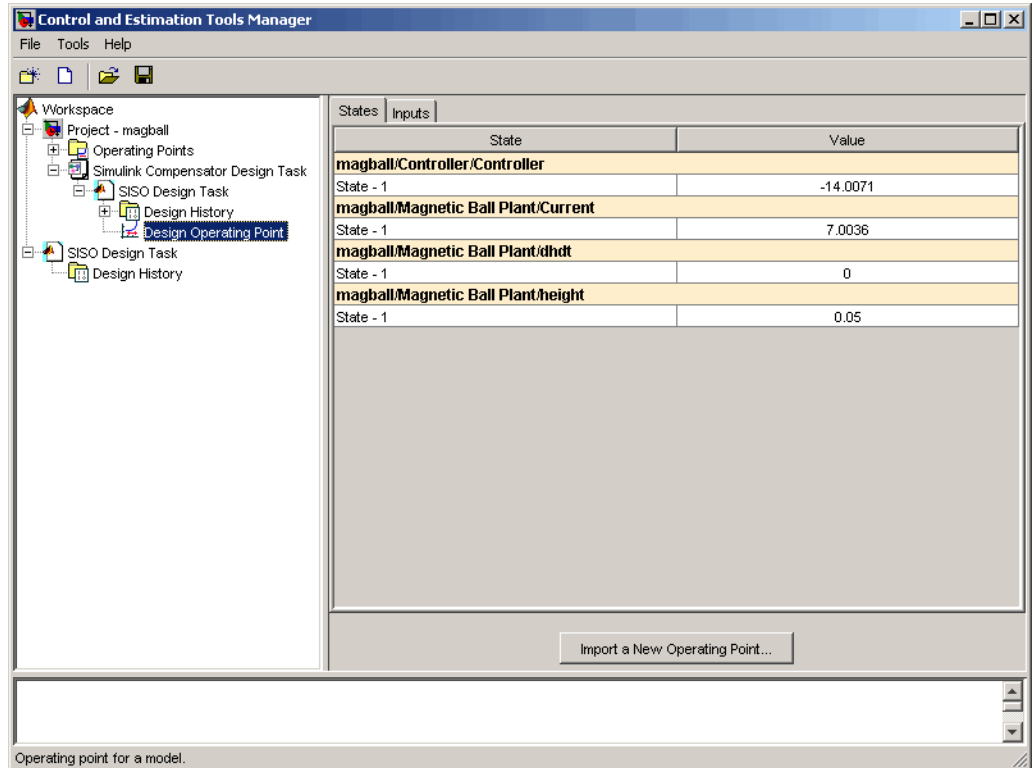 Control and Estimation Tools Manager
File Tools Help
Workspace
Project - magball
Operating Points
Simulink Compensator Design Task
SISO Design Task
Design History
Design Operating Point
SISO Design Task
Design History
States Inputs
State Value
magball/Controller/Controller
State - 1 -14.0071
magball/Magnetic Ball Plant/Current
State - 1 7.0036
magball/Magnetic Ball Plant/dhdt
State - 1 0
magball/Magnetic Ball Plant/height
State - 1 0.05
Import a New Operating Point...
Operating point for a model.